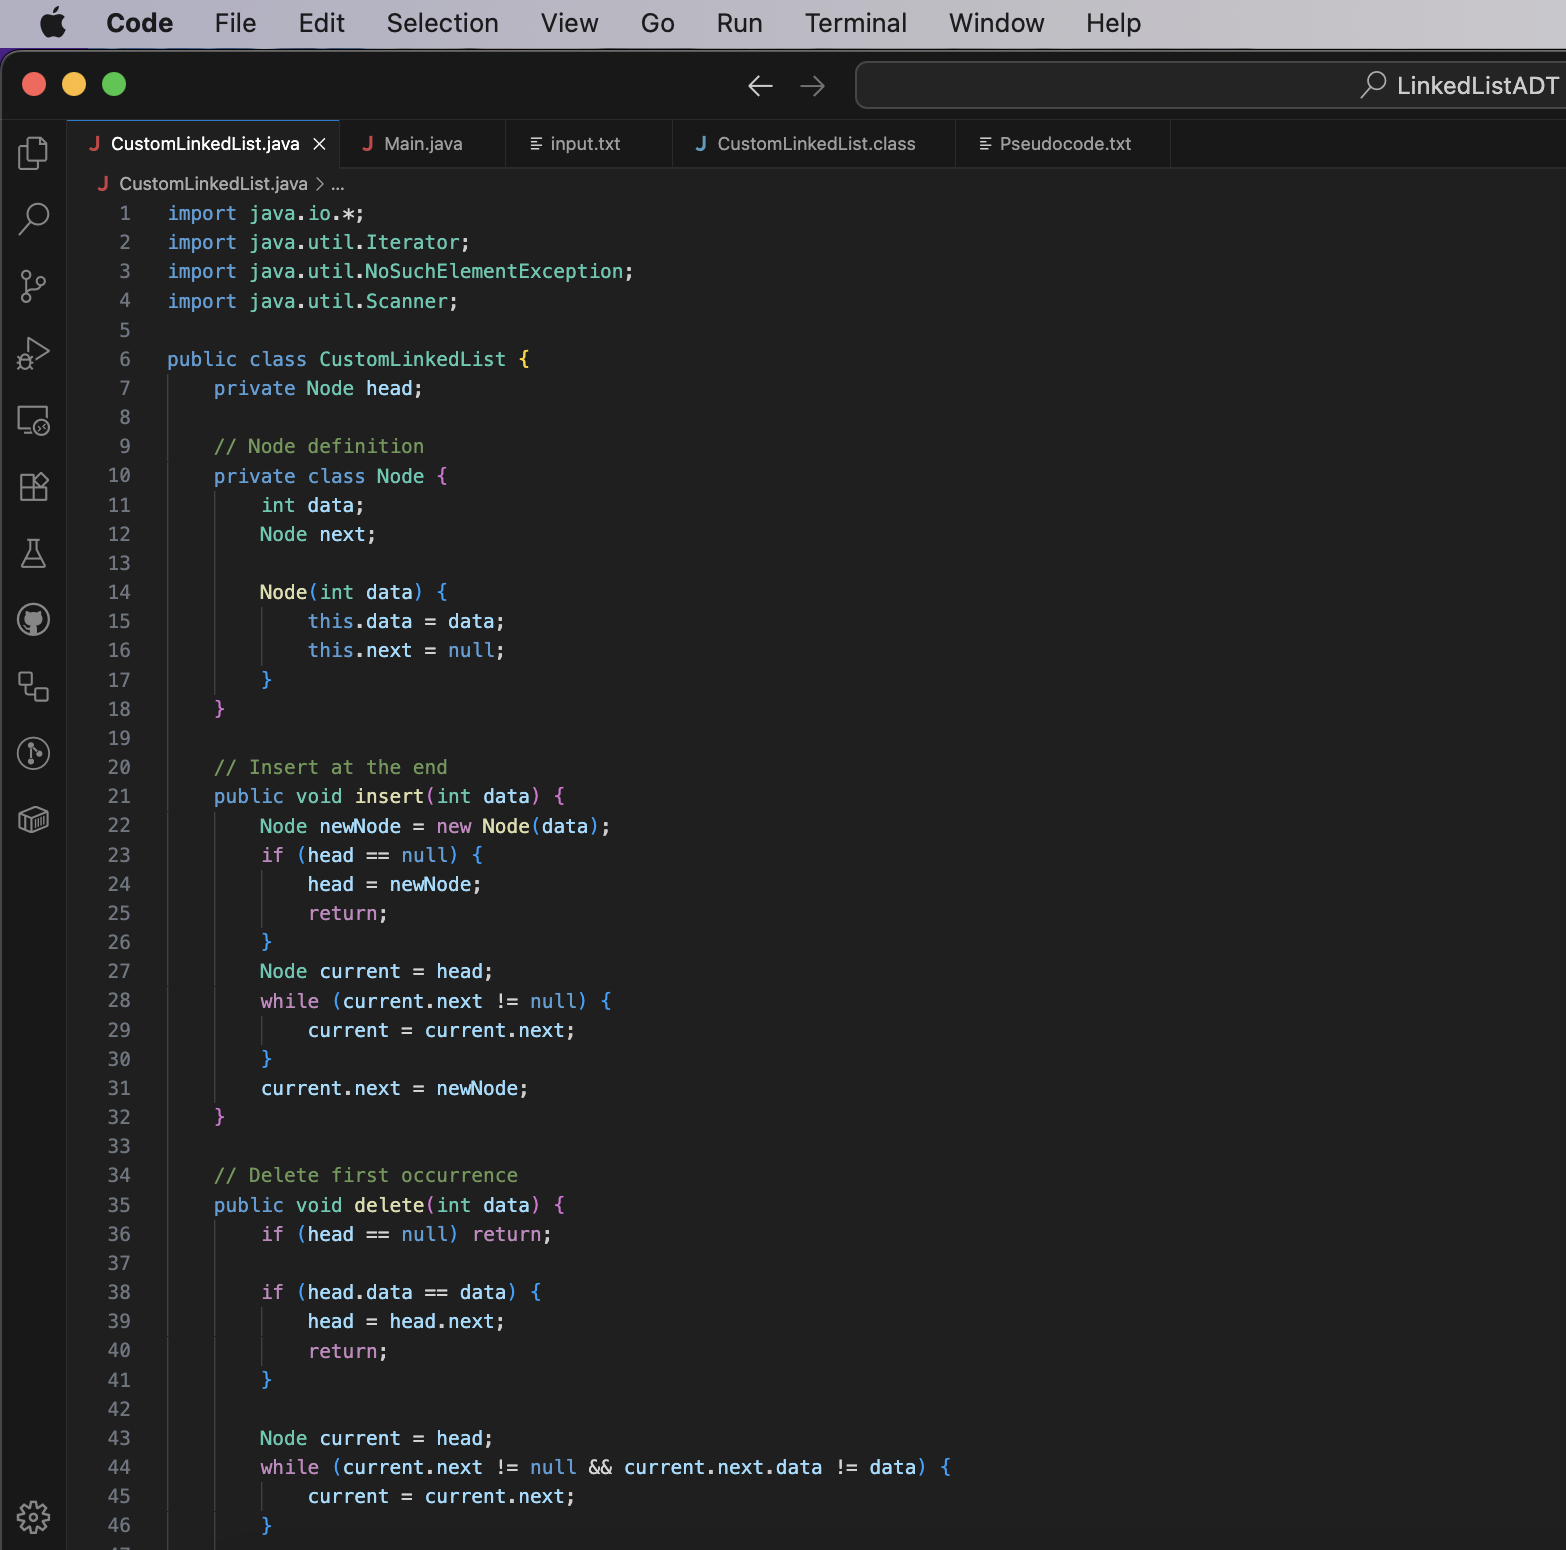 Code File Edit Selection View Go Run Terminal Window Help
LinkedListADT
CustomLinkedList.java Main.java input.txt CustomLinkedList.class Pseudocode.txt
CustomLinkedList.java > ...
1 import java.io.*;
2 import java.util.Iterator;
3 import java.util.NoSuchElementException;
4 import java.util.Scanner;
5
6 public class CustomLinkedList {
7     private Node head;
8
9     // Node definition
10     private class Node {
11         int data;
12         Node next;
13
14         Node(int data) {
15             this.data = data;
16             this.next = null;
17         }
18     }
19
20     // Insert at the end
21     public void insert(int data) {
22         Node newNode = new Node(data);
23         if (head == null) {
24             head = newNode;
25             return;
26         }
27         Node current = head;
28         while (current.next != null) {
29             current = current.next;
30         }
31         current.next = newNode;
32     }
33
34     // Delete first occurrence
35     public void delete(int data) {
36         if (head == null) return;
37
38         if (head.data == data) {
39             head = head.next;
40             return;
41         }
42
43         Node current = head;
44         while (current.next != null && current.next.data != data) {
45             current = current.next;
46         }